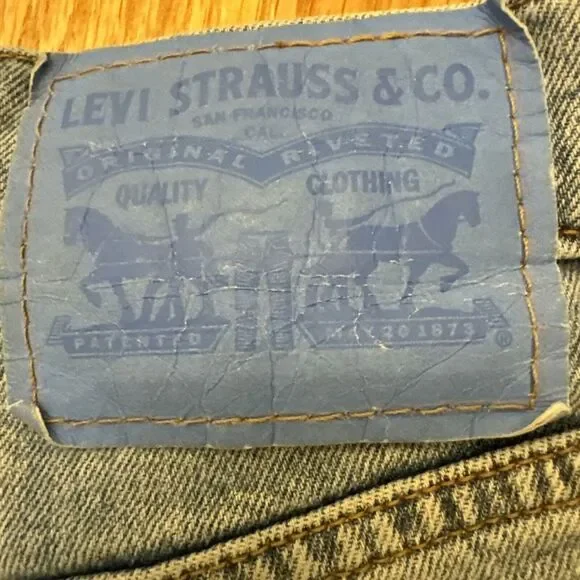 LEVI STRAUSS & CO.
SAN FRANCISCO
CAL.
ORIGINAL RIVETED
QUALITY CLOTHING
PATENTED MAY 20 1873 ®